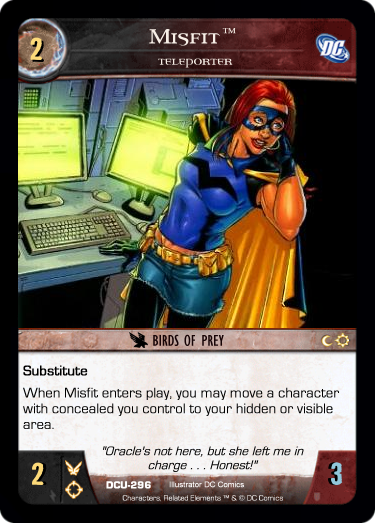 2
Misfit™
DC
TELEPORTER
BIRDS OF PREY
Substitute
When Misfit enters play, you may move a character
with concealed you control to your hidden or visible
area.
"Oracle's not here, but she left me in
charge . . . Honest!"
2
DCU-296 Illustrator DC Comics
3
Characters, Related Elements ™ & © DC Comics